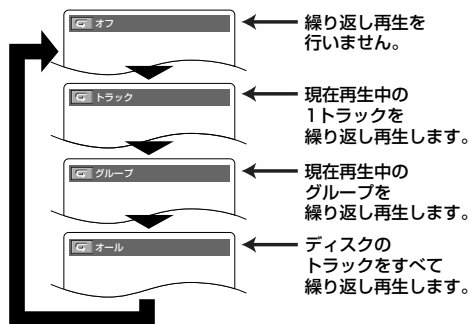 オフ
繰り返し再生を
行いません。
トラック
現在再生中の
1トラックを
繰り返し再生します。
グループ
現在再生中の
グループを
繰り返し再生します。
オール
ディスクの
トラックをすべて
繰り返し再生します。